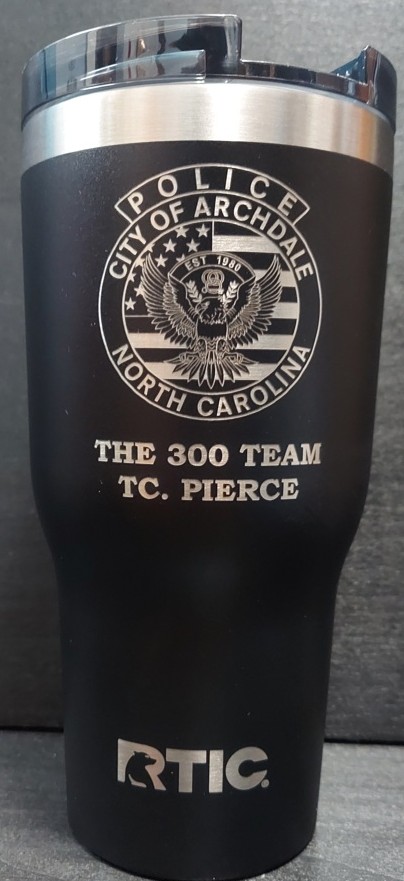 POLICE
CITY OF ARCHDALE
EST 1980
NORTH CAROLINA
THE 300 TEAM
TC. PIERCE
RTIC®